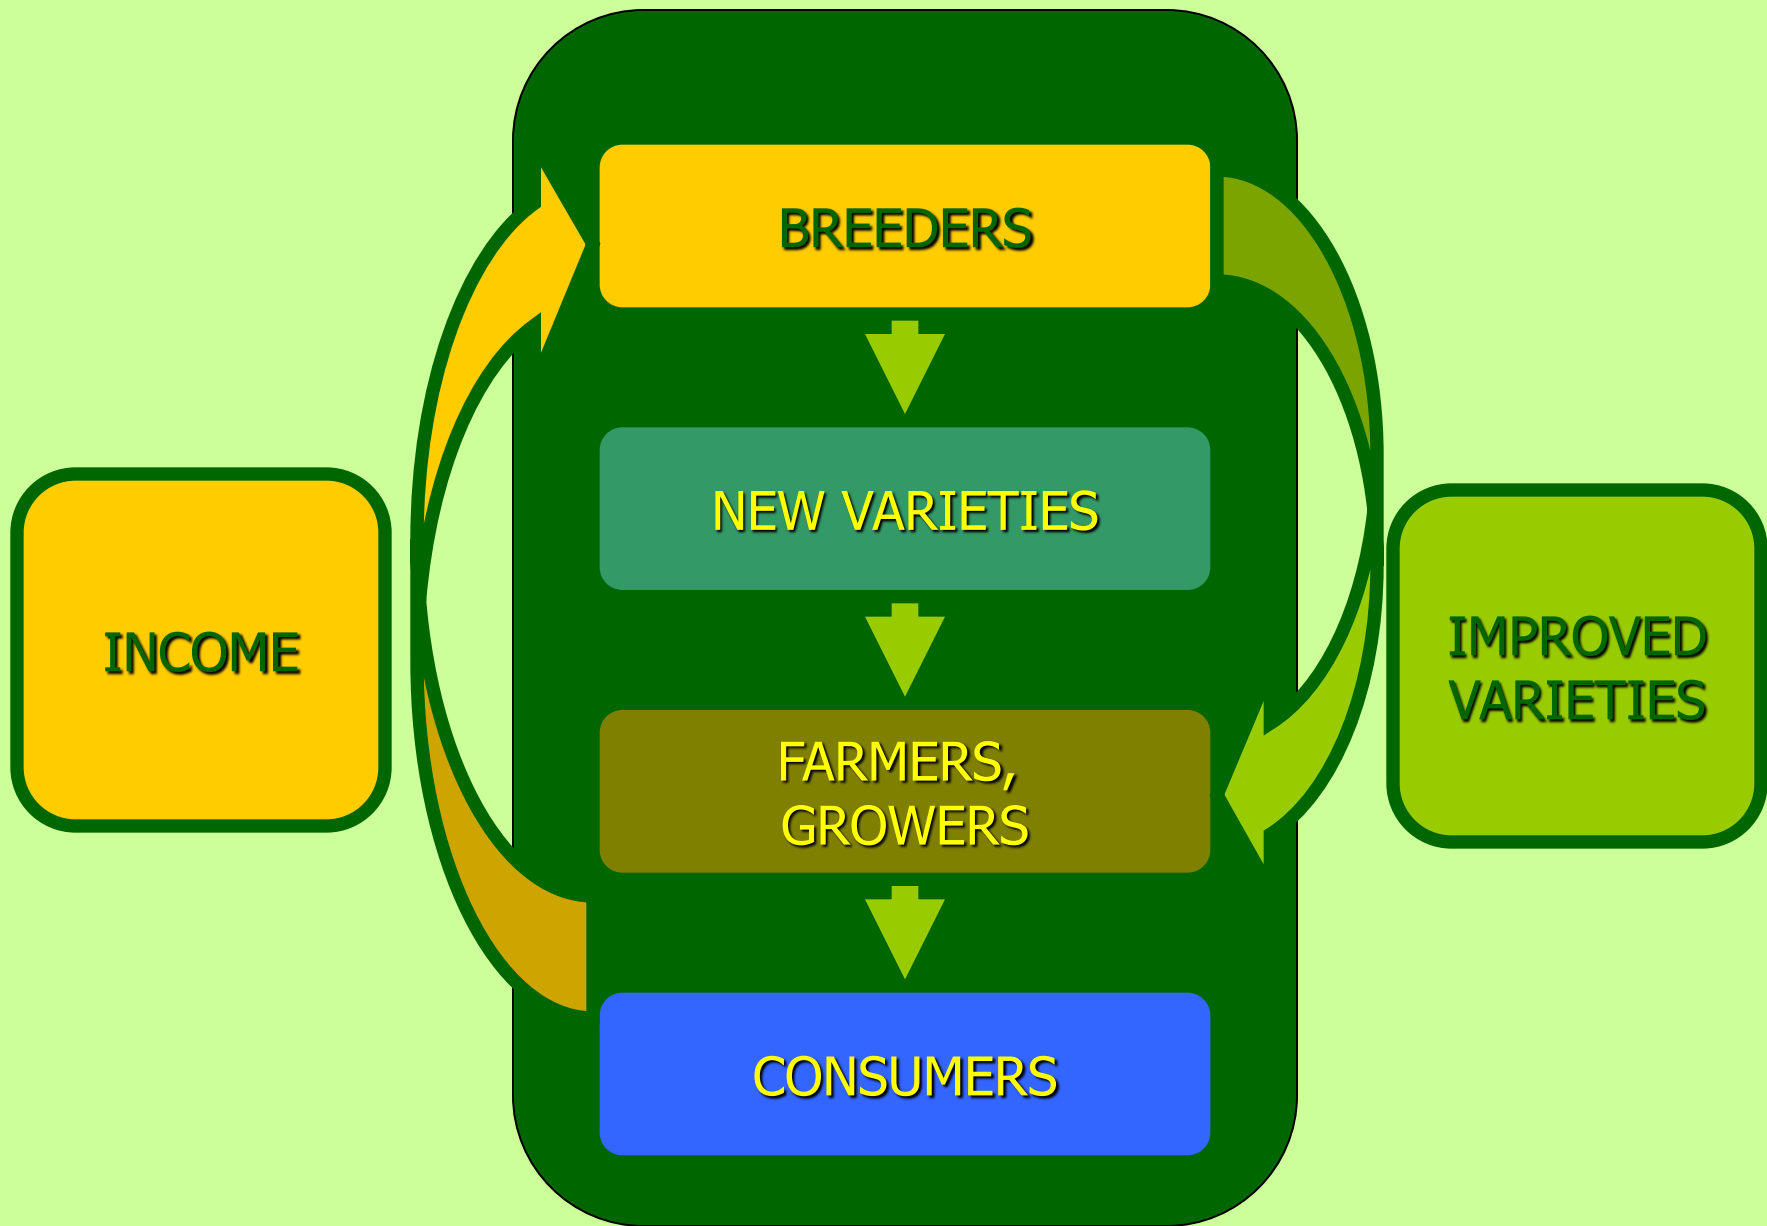 BREEDERS
NEW VARIETIES
INCOME
IMPROVED
VARIETIES
FARMERS,
GROWERS
CONSUMERS